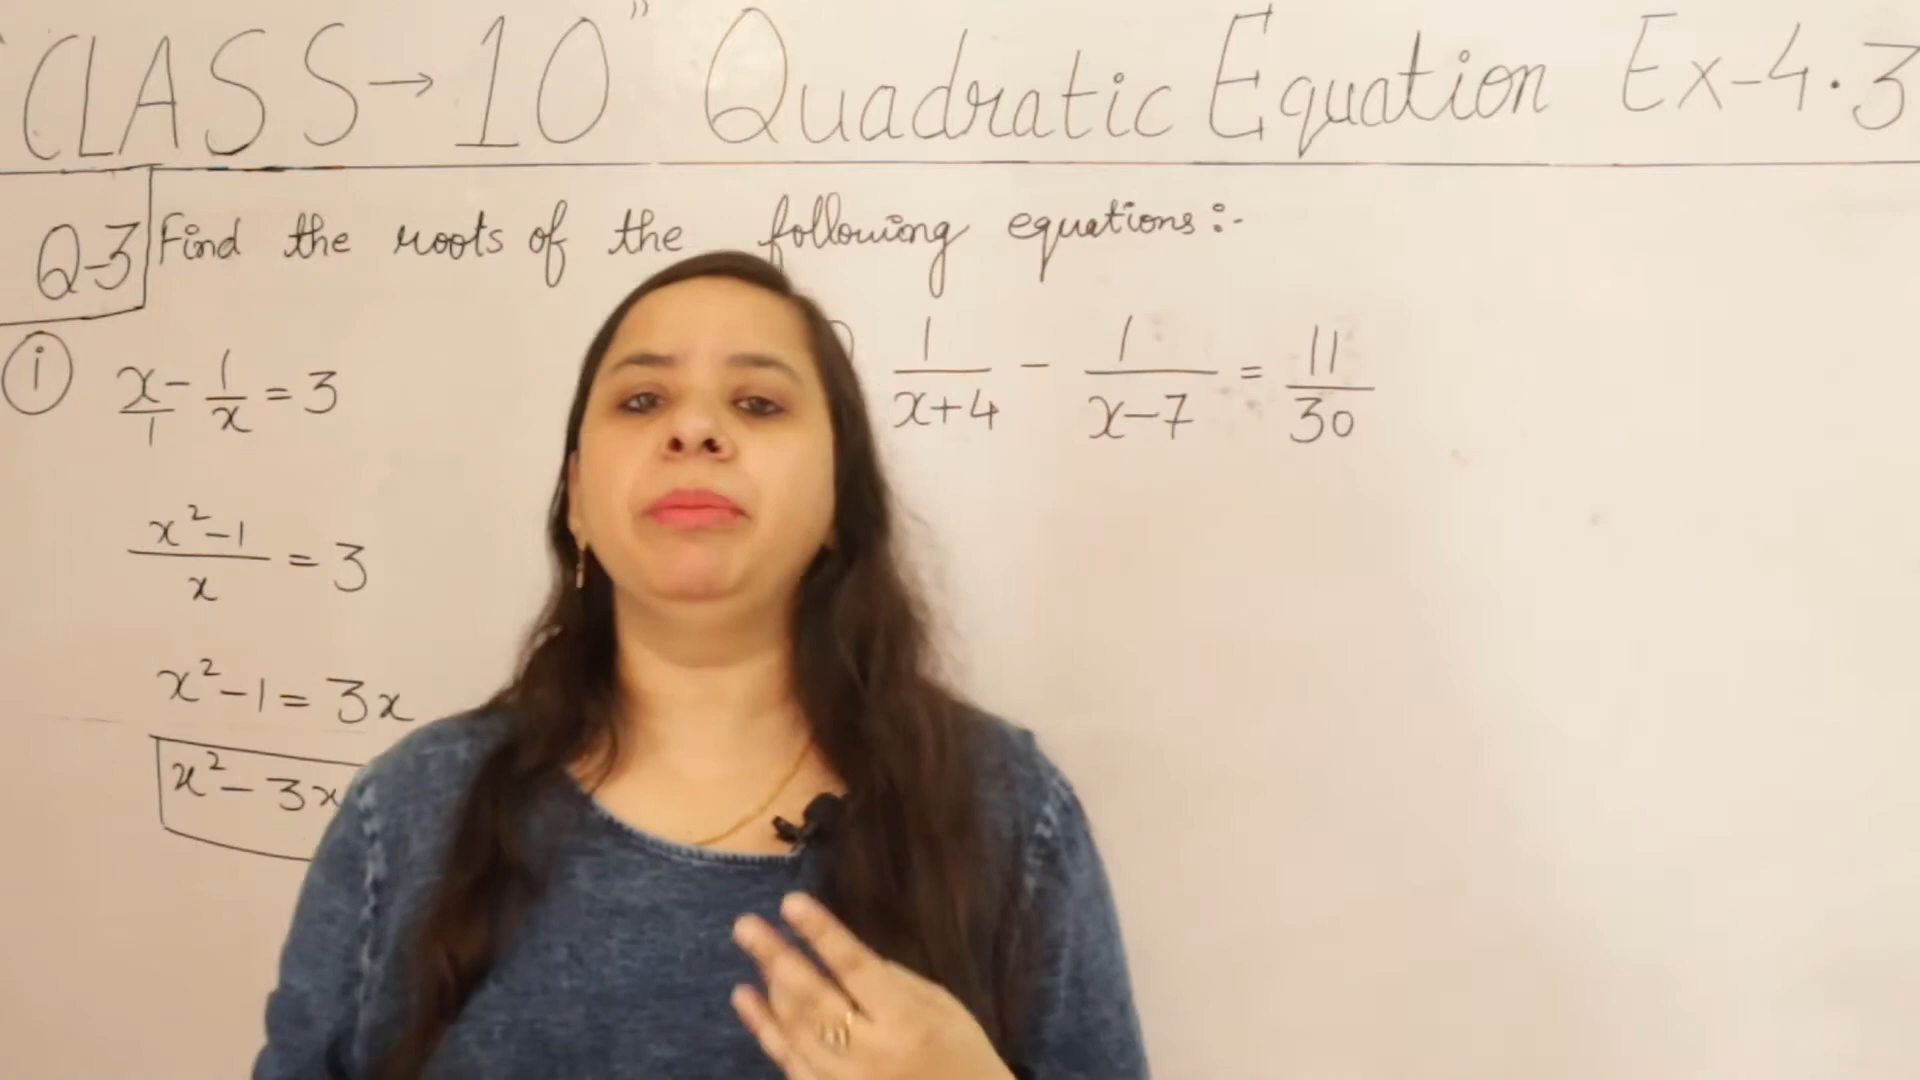 "CLASS → 10" Quadratic Equation Ex-4.3
Q-3 Find the roots of the following equations:-
(i) x/1 - 1/x = 3
1/(x+4) - 1/(x-7) = 11/30
(x²-1)/x = 3
x²-1 = 3x
x²- 3x